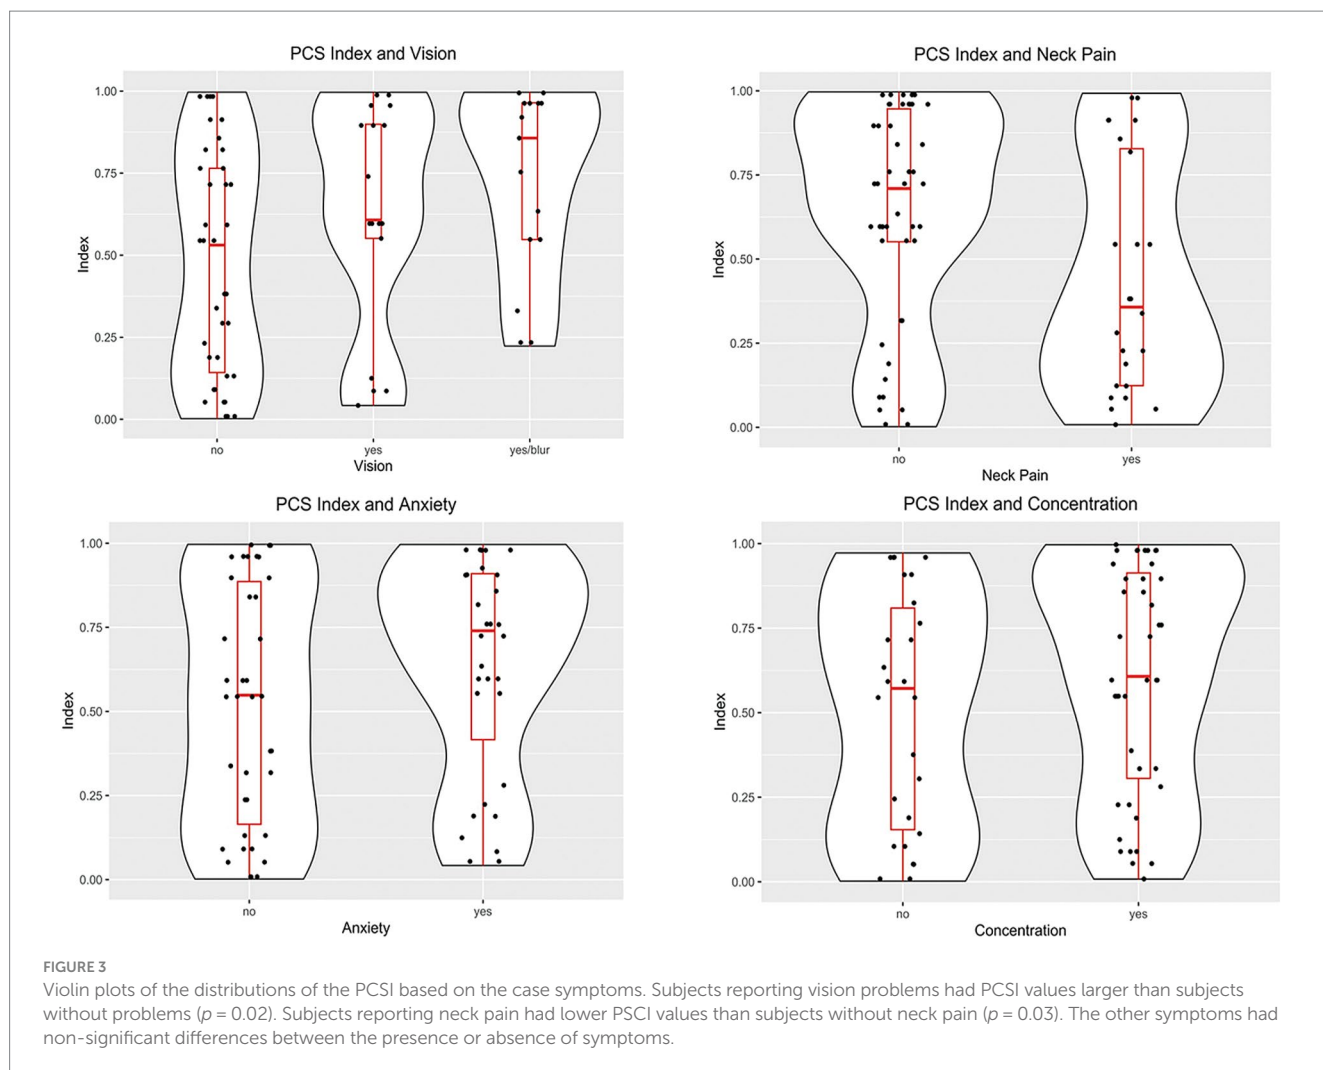 PCS Index and Vision
1.00
0.75
0.50
0.25
0.00
Index
no
yes
yes/blur
Vision
PCS Index and Neck Pain
1.00
0.75
0.50
0.25
0.00
Index
no
yes
Neck Pain
PCS Index and Anxiety
1.00
0.75
0.50
0.25
0.00
Index
no
yes
Anxiety
PCS Index and Concentration
1.00
0.75
0.50
0.25
0.00
Index
no
yes
Concentration
FIGURE 3
Violin plots of the distributions of the PCSI based on the case symptoms. Subjects reporting vision problems had PCSI values larger than subjects
without problems (p = 0.02). Subjects reporting neck pain had lower PSCI values than subjects without neck pain (p = 0.03). The other symptoms had
non-significant differences between the presence or absence of symptoms.